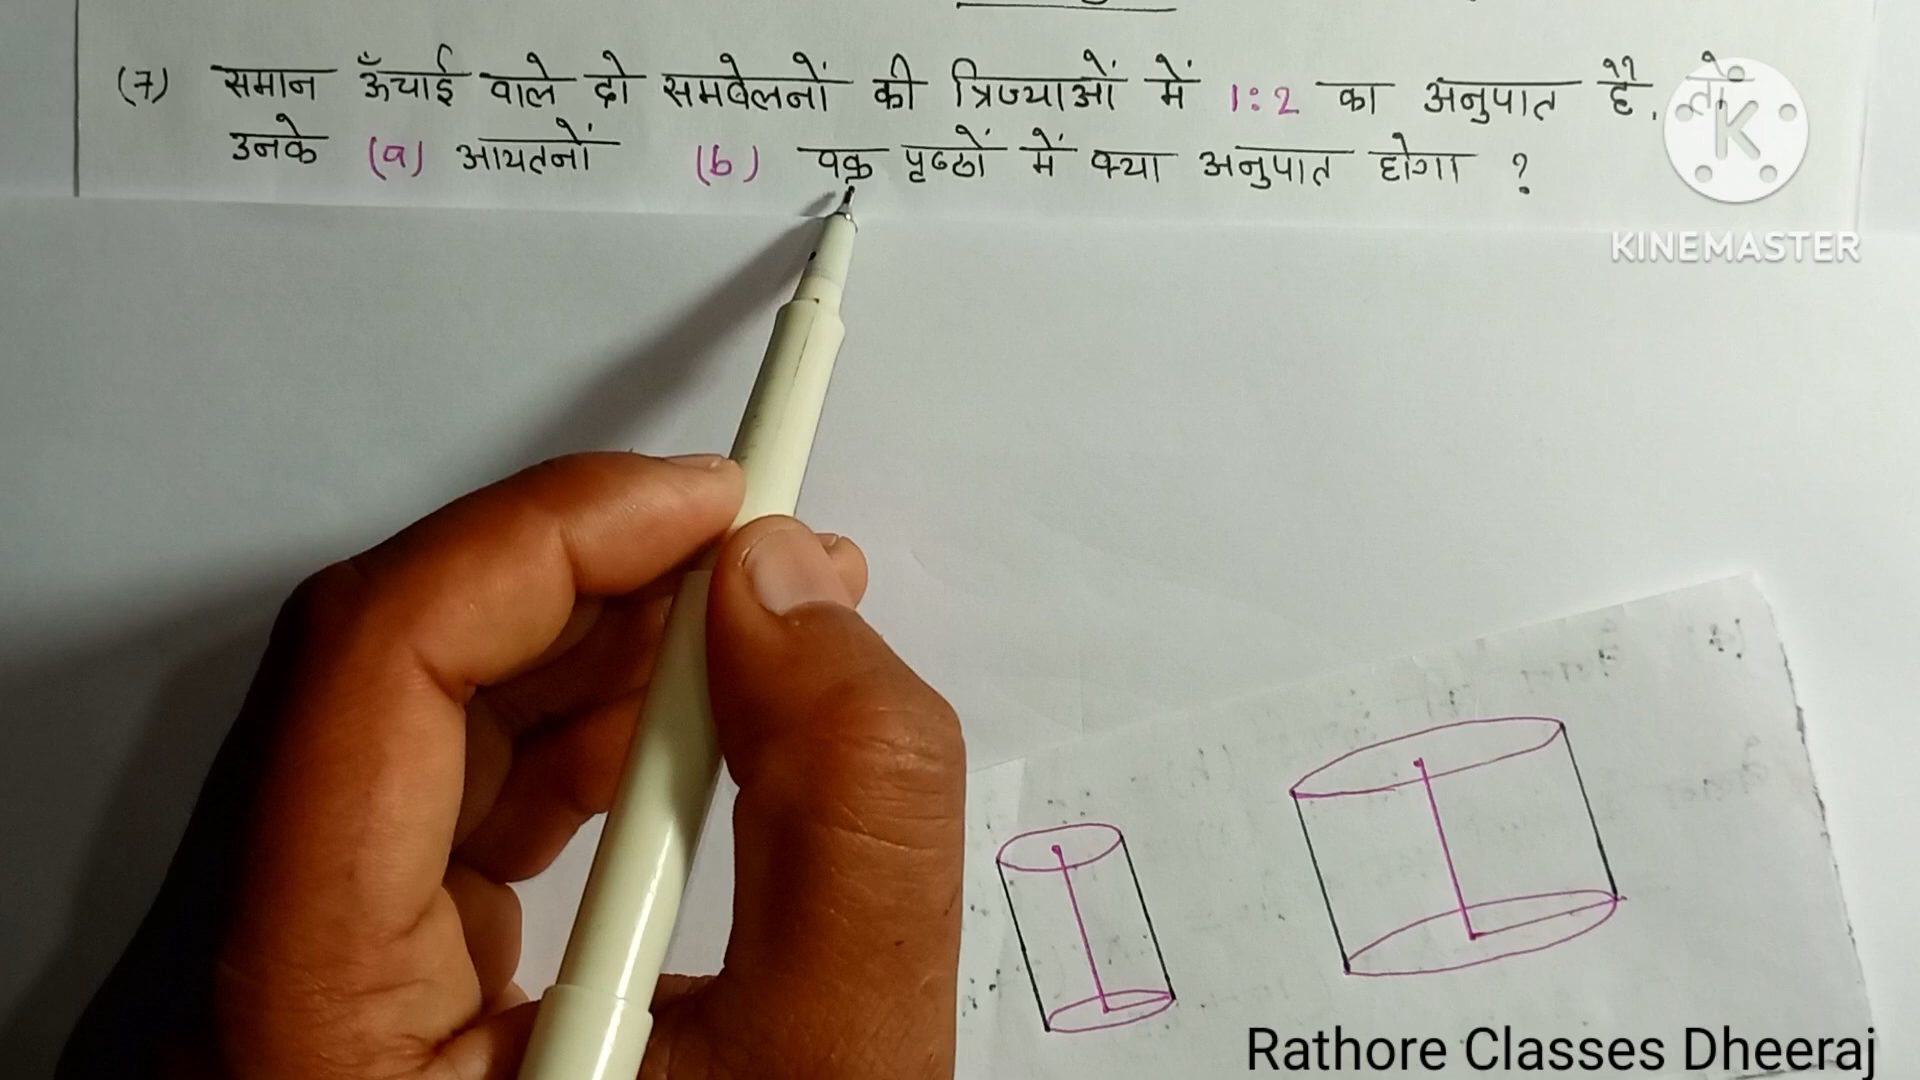 (7) समान ऊँचाई वाले दो समबेलनों की त्रिज्याओं में 1:2 का अनुपात है, तो
उनके (a) आयतनों (b) वक्र पृष्ठों में क्या अनुपात होगा ?
KINEMASTER
Rathore Classes Dheeraj